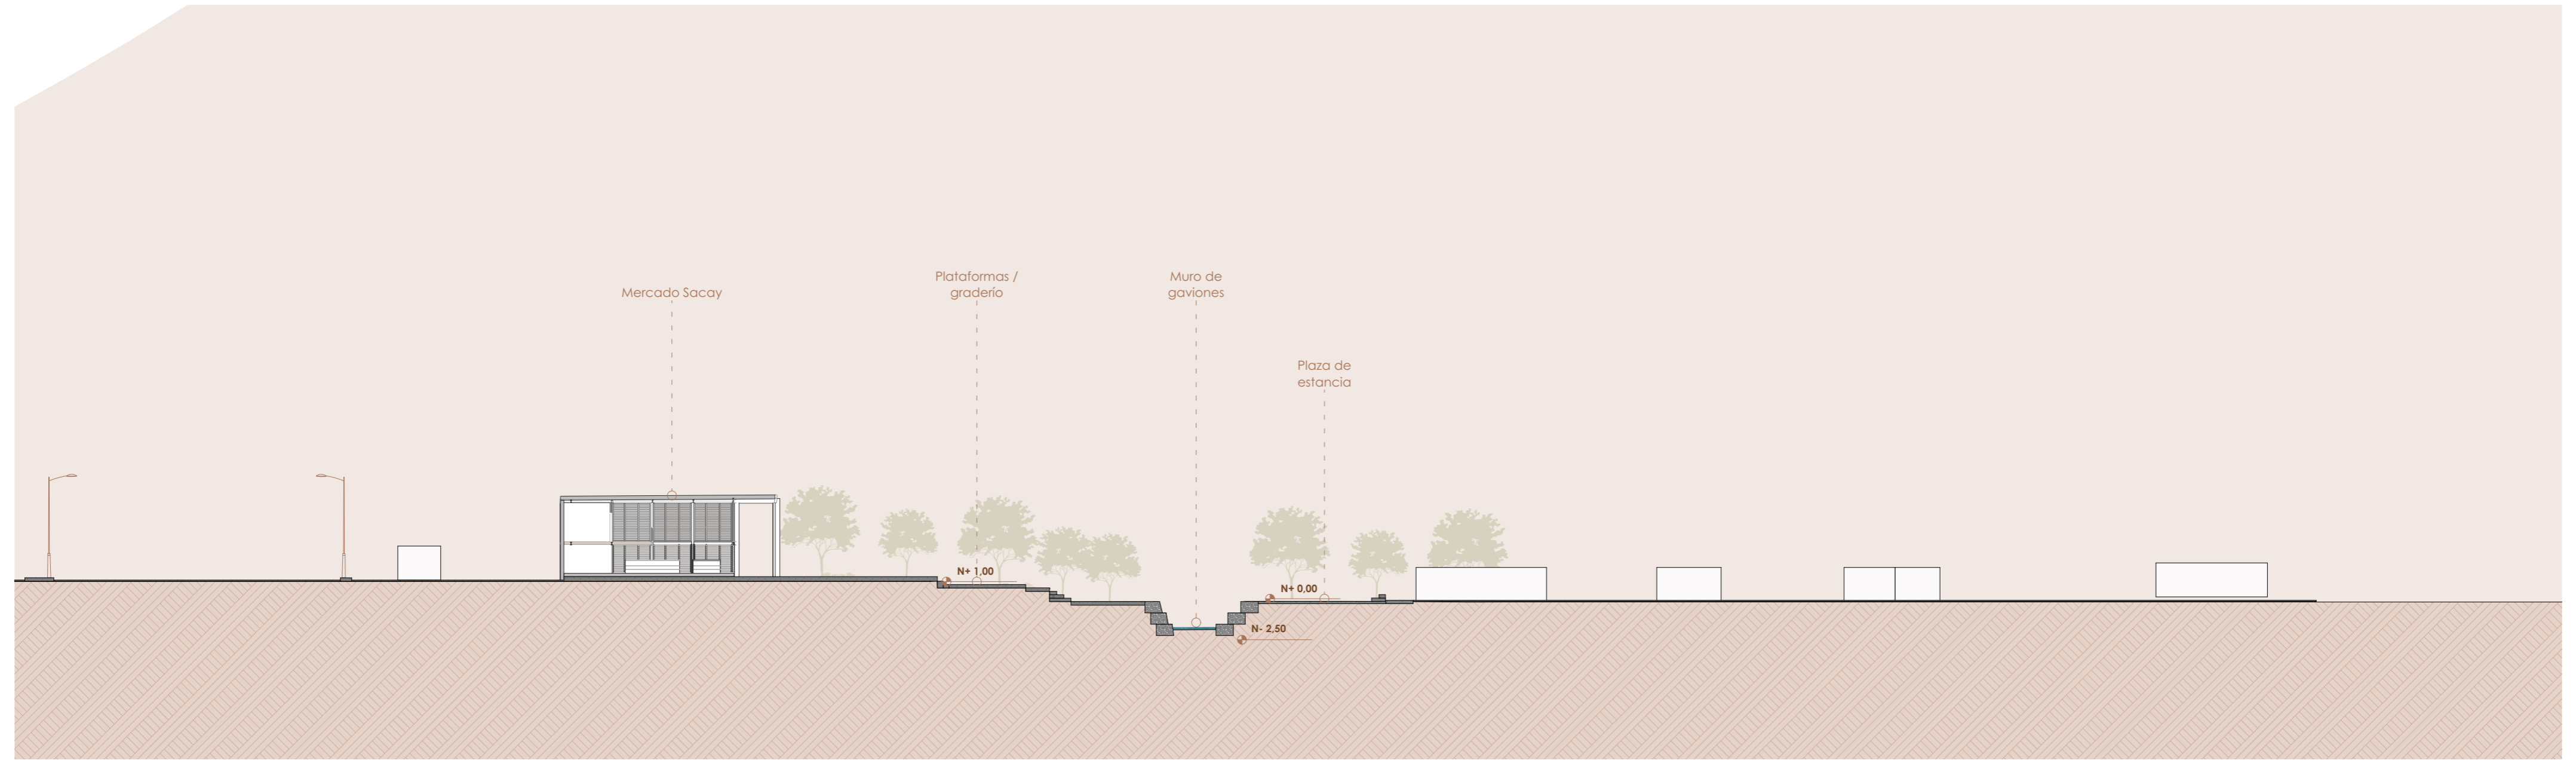 Plataformas /
graderío
Muro de
gaviones
Mercado Sacay
Plaza de
estancia
N+ 1,00
N+ 0,00
N- 2,50